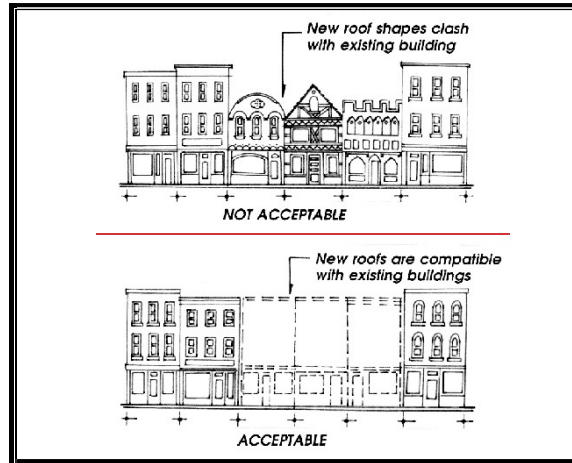 New roof shapes clash
with existing building
NOT ACCEPTABLE
New roofs are compatible
with existing buildings
ACCEPTABLE